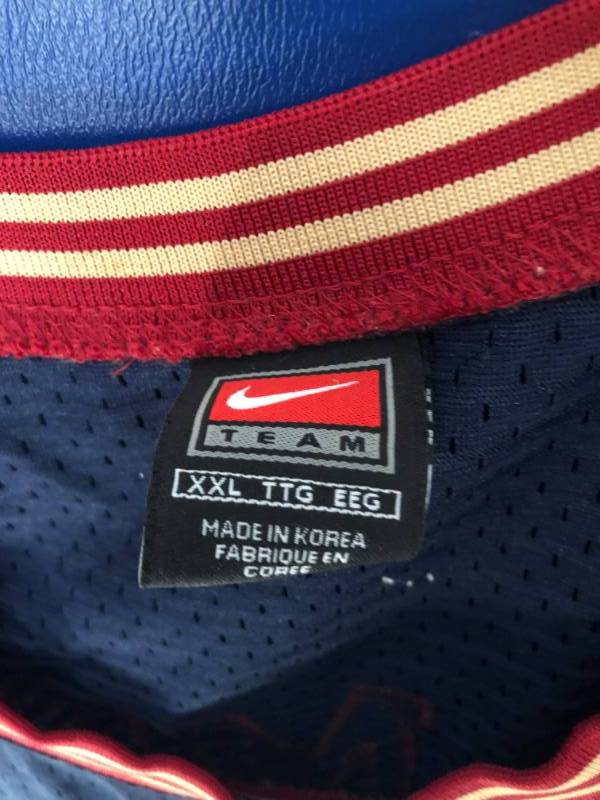 TEAM
XXL TTG EEG
MADE IN KOREA
FABRIQUE EN
COREE